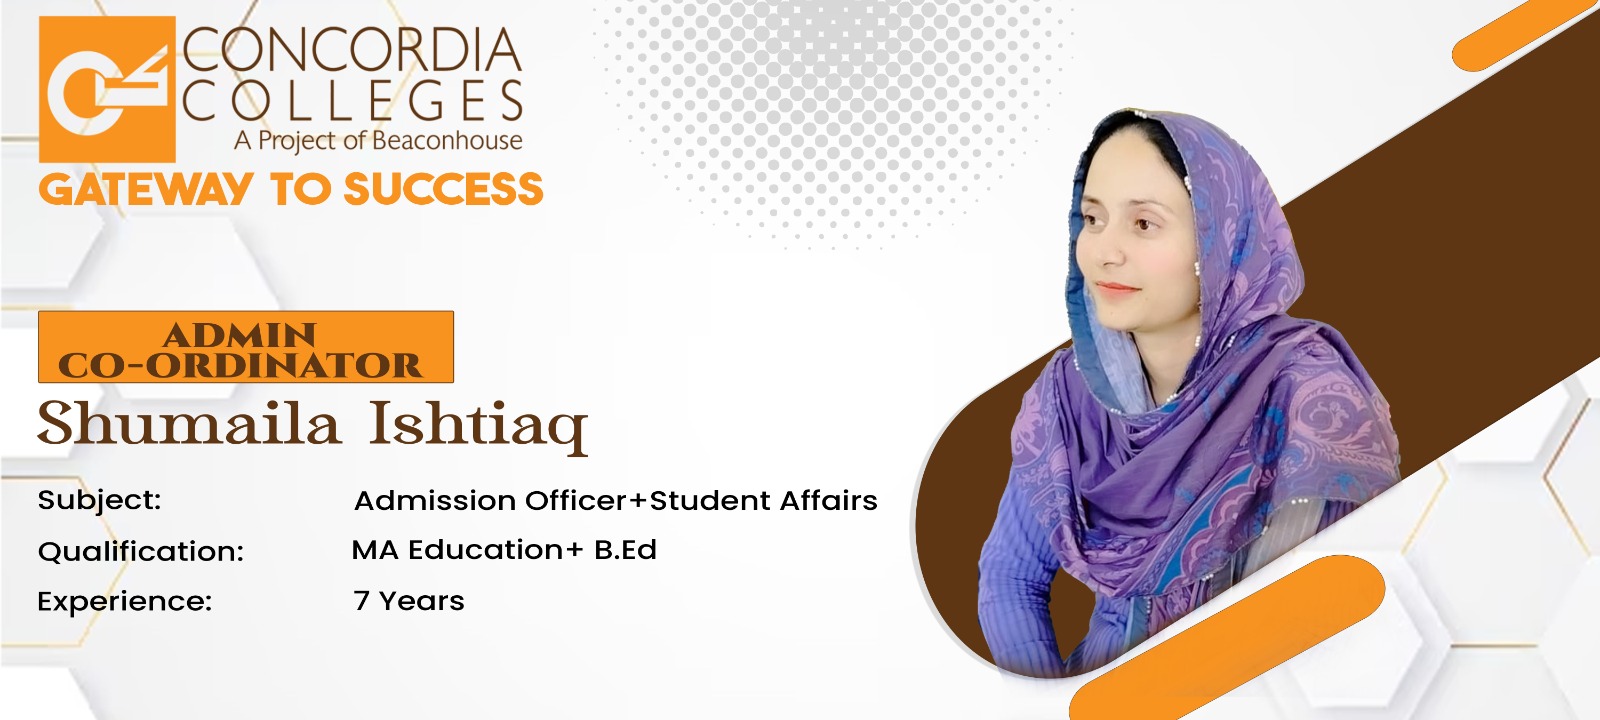 CONCORDIA
COLLEGES
A Project of Beaconhouse
GATEWAY TO SUCCESS
ADMIN
CO-ORDINATOR
Shumaila Ishtiaq
Subject: Admission Officer+Student Affairs
Qualification: MA Education+ B.Ed
Experience: 7 Years